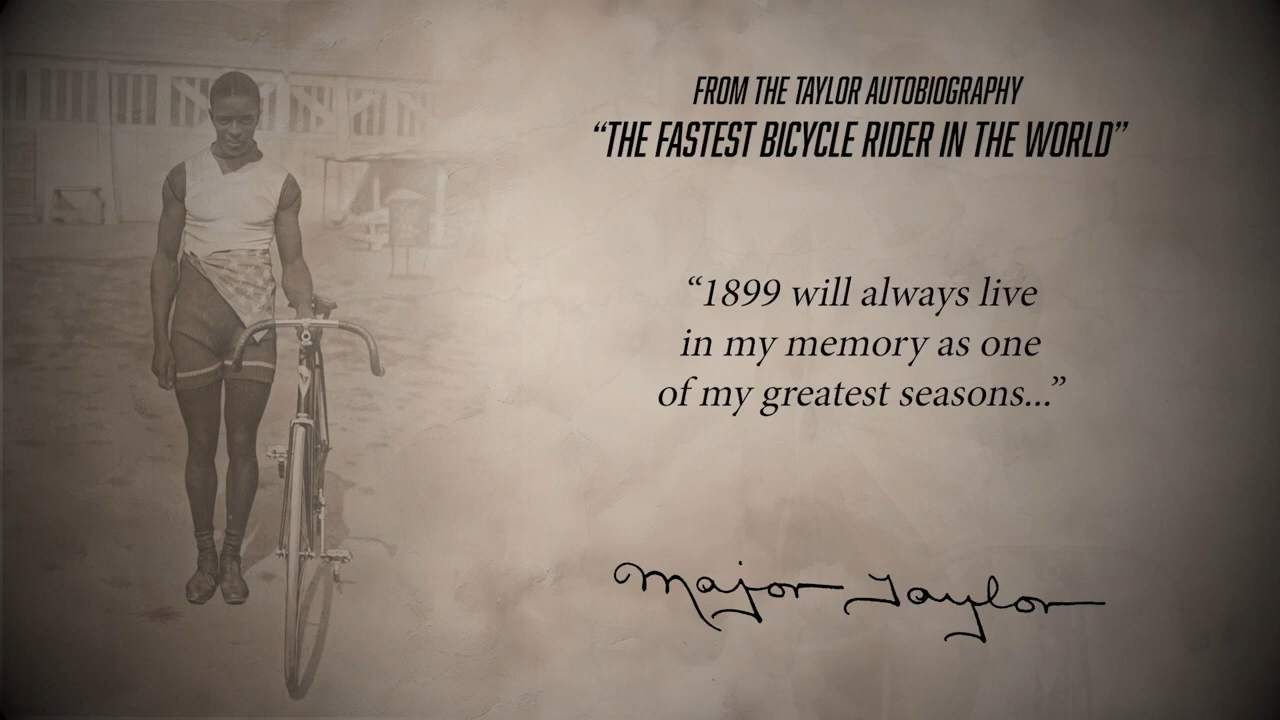 FROM THE TAYLOR AUTOBIOGRAPHY
“THE FASTEST BICYCLE RIDER IN THE WORLD”
“1899 will always live
in my memory as one
of my greatest seasons...”
Major Taylor